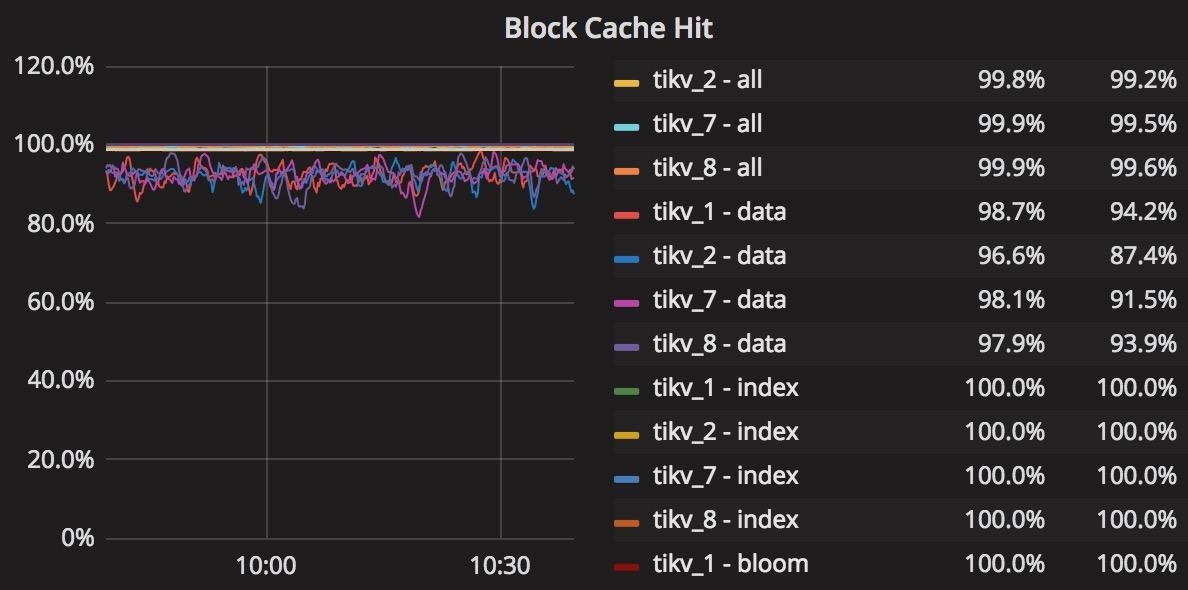 Block Cache Hit
120.0%
100.0%
80.0%
60.0%
40.0%
20.0%
0%
10:00 10:30
tikv_2 - all 99.8% 99.2%
tikv_7 - all 99.9% 99.5%
tikv_8 - all 99.9% 99.6%
tikv_1 - data 98.7% 94.2%
tikv_2 - data 96.6% 87.4%
tikv_7 - data 98.1% 91.5%
tikv_8 - data 97.9% 93.9%
tikv_1 - index 100.0% 100.0%
tikv_2 - index 100.0% 100.0%
tikv_7 - index 100.0% 100.0%
tikv_8 - index 100.0% 100.0%
tikv_1 - bloom 100.0% 100.0%